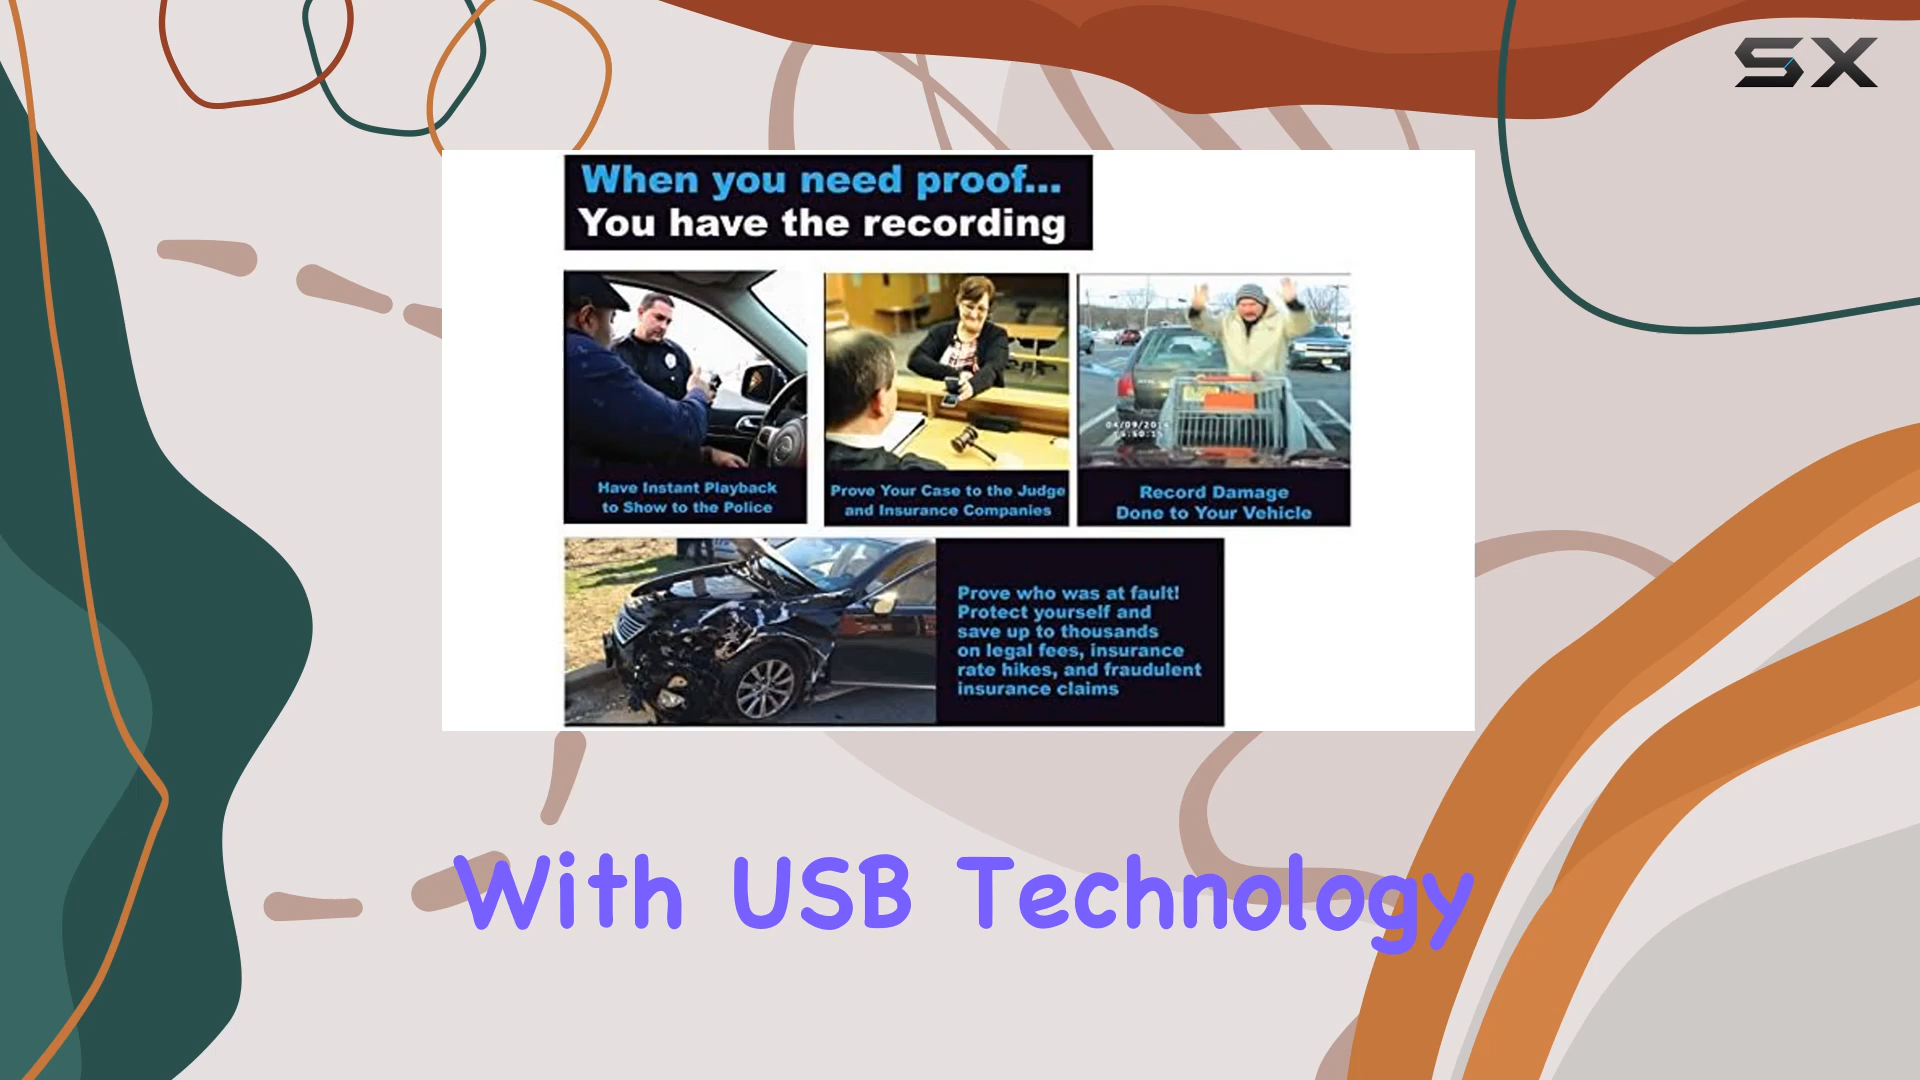 SX
When you need proof...
You have the recording
Have Instant Playback
to Show to the Police
Prove Your Case to the Judge
and Insurance Companies
Record Damage
Done to Your Vehicle
Prove who was at fault!
Protect yourself and
save up to thousands
on legal fees, insurance
rate hikes, and fraudulent
insurance claims
With USB Technology